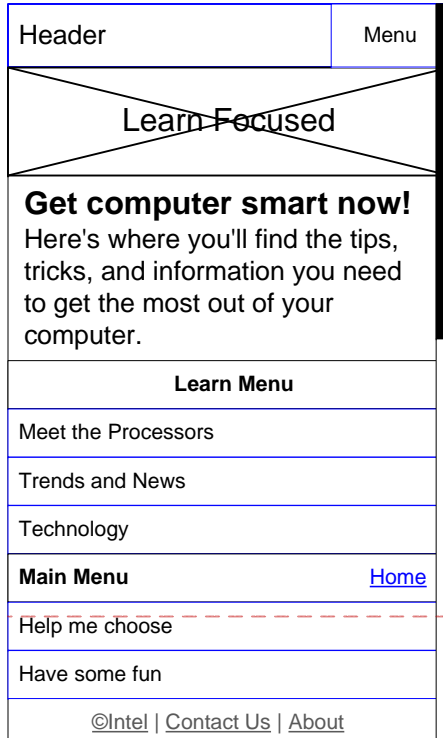 Header
Menu
Learn Focused
Get computer smart now!
Here's where you'll find the tips,
tricks, and information you need
to get the most out of your
computer.
Learn Menu
Meet the Processors
Trends and News
Technology
Main Menu
Home
Help me choose
Have some fun
©Intel | Contact Us | About